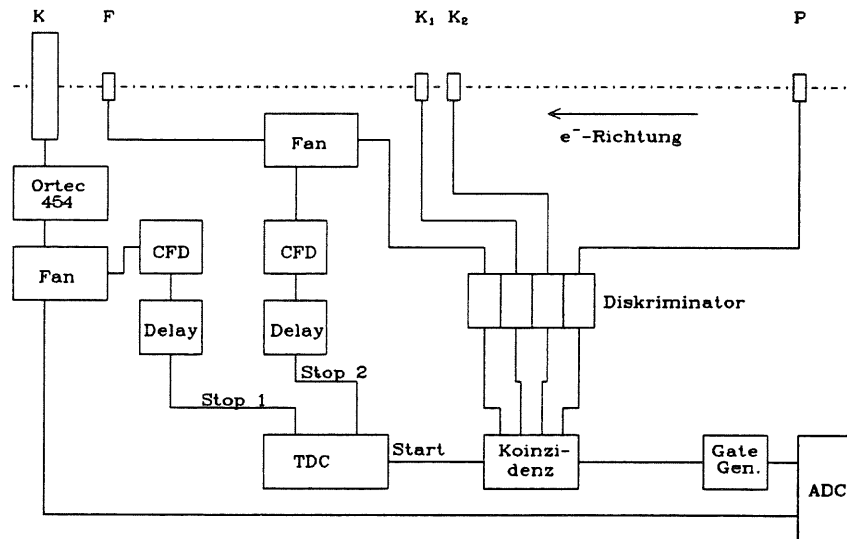 K F K₁ K₂ P
e⁻-Richtung
Fan
Ortec
454
CFD
CFD
Fan
Diskriminator
Delay
Delay
Stop 2
Stop 1
TDC
Start
Koinzi-
denz
Gate
Gen.
ADC